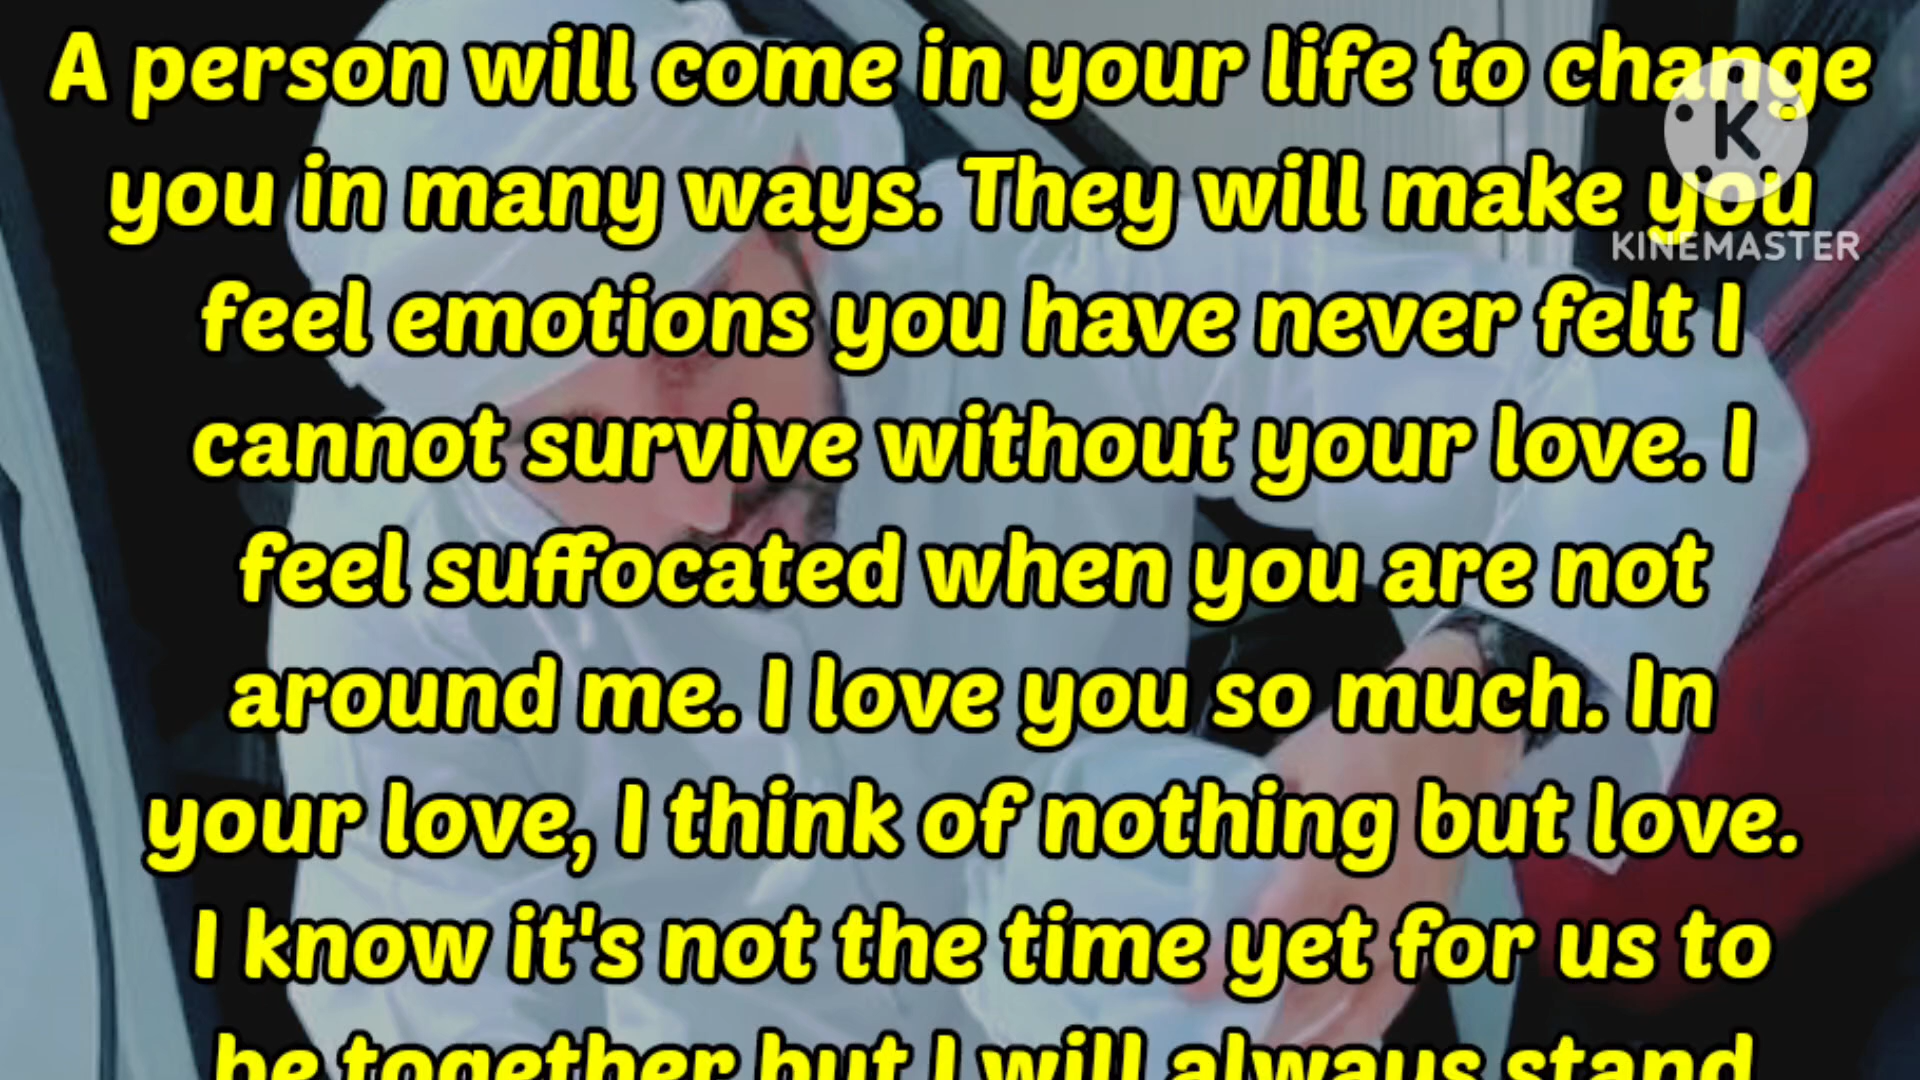 A person will come in your life to change
you in many ways. They will make you
feel emotions you have never felt I
cannot survive without your love. I
feel suffocated when you are not
around me. I love you so much. In
your love, I think of nothing but love.
I know it's not the time yet for us to
be together but I will always stand
K
KINEMASTER